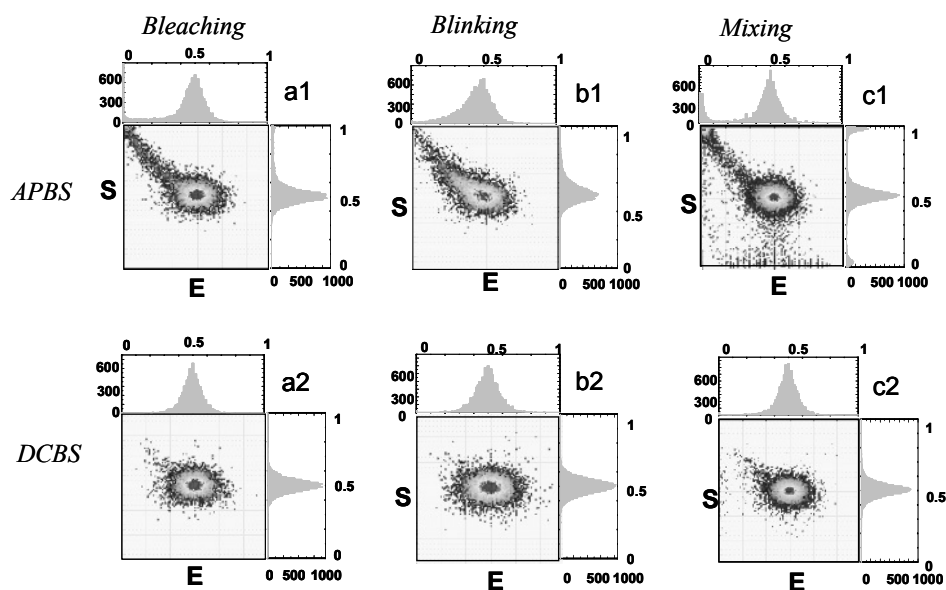 Bleaching Blinking Mixing
0 0.5 1 0 0.5 1 0 0.5 1
600 300 0 a1 600 300 0 b1 600 300 0 c1
APBS S 1 0.5 0 S 1 0.5 0 S 1 0.5 0
E E E
0 500 1000 0 500 1000 0 500 1000
0 0.5 1 0 0.5 1 0 0.5 1
600 300 0 a2 600 300 0 b2 600 300 0 c2
DCBS 1 0.5 0 S 1 0.5 0 S 1 0.5 0
E E E
0 500 1000 0 500 1000 0 500 1000